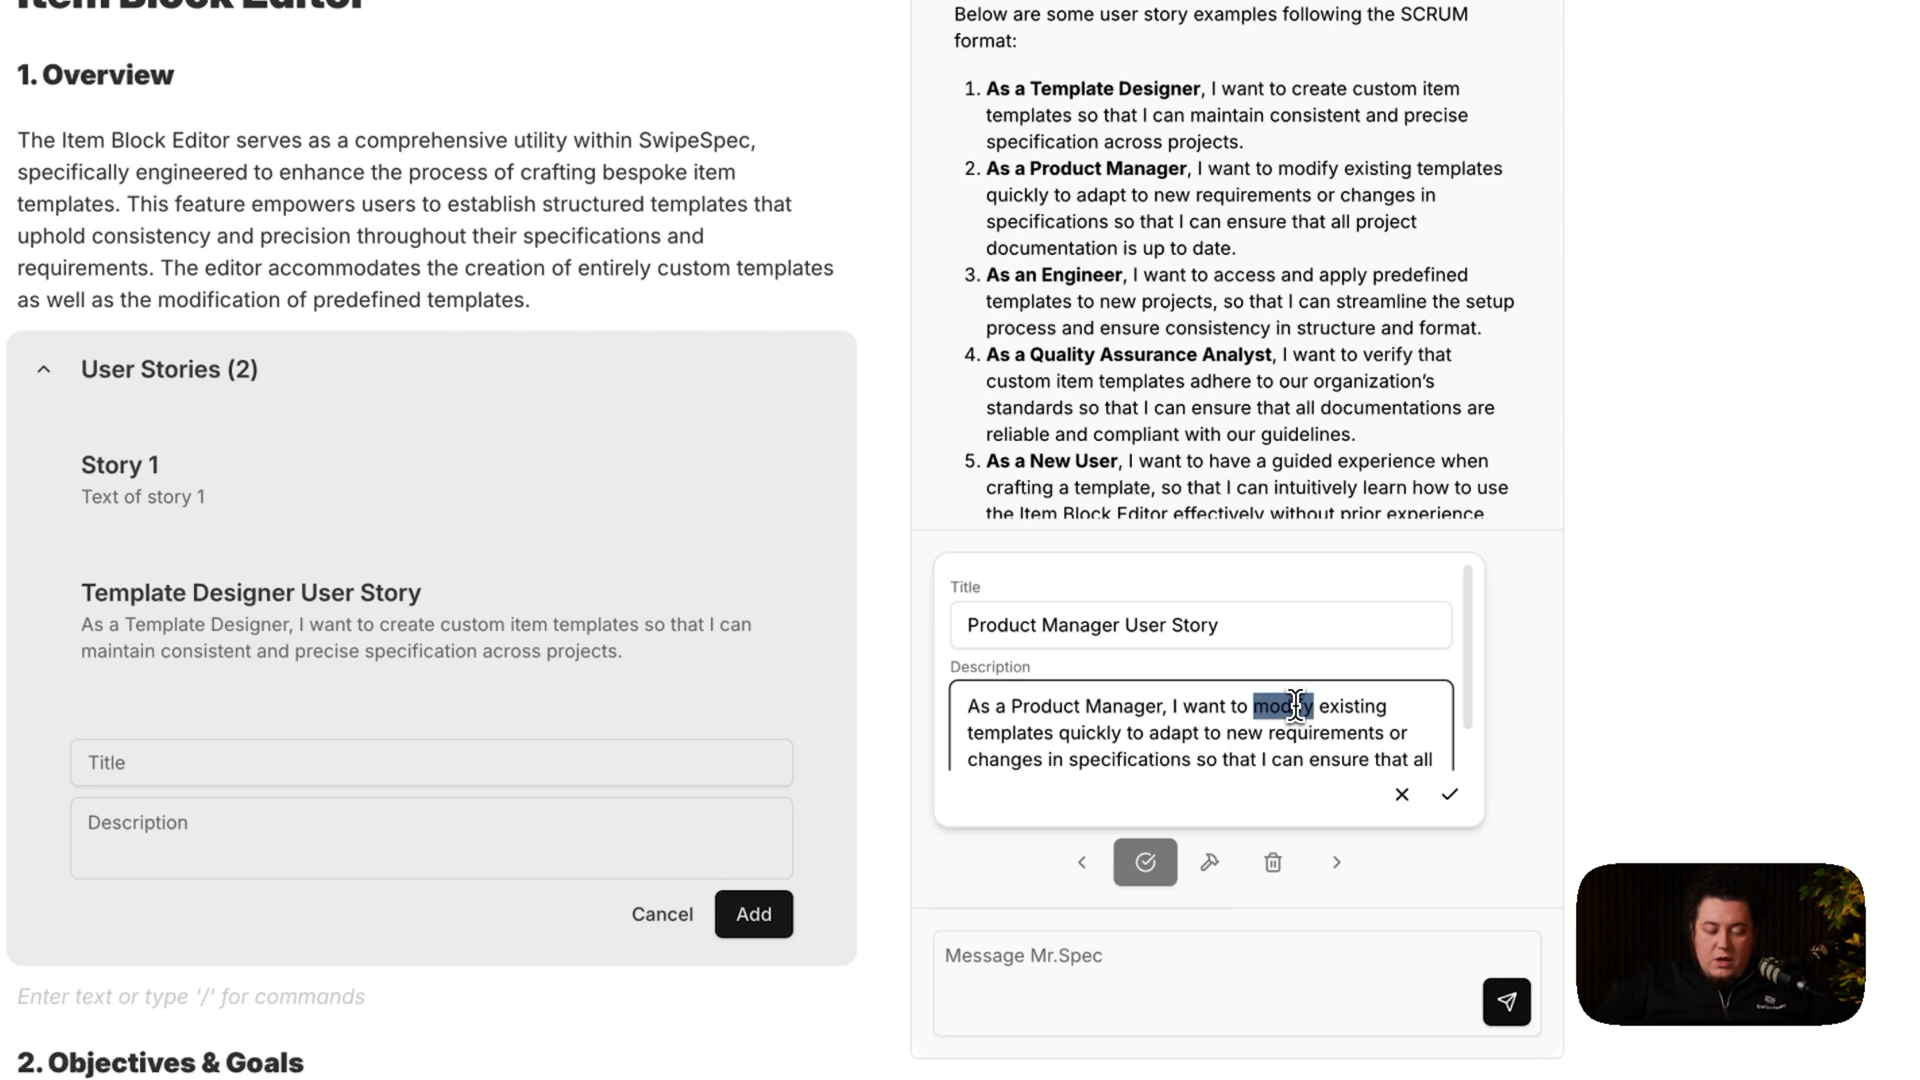 Item Block Editor
1. Overview
The Item Block Editor serves as a comprehensive utility within SwipeSpec,
specifically engineered to enhance the process of crafting bespoke item
templates. This feature empowers users to establish structured templates that
uphold consistency and precision throughout their specifications and
requirements. The editor accommodates the creation of entirely custom templates
as well as the modification of predefined templates.
User Stories (2)
Story 1
Text of story 1
Template Designer User Story
As a Template Designer, I want to create custom item templates so that I can
maintain consistent and precise specification across projects.
Title
Description
Cancel
Add
Enter text or type '/' for commands
2. Objectives & Goals
Below are some user story examples following the SCRUM
format:
1. As a Template Designer, I want to create custom item
templates so that I can maintain consistent and precise
specification across projects.
2. As a Product Manager, I want to modify existing templates
quickly to adapt to new requirements or changes in
specifications so that I can ensure that all project
documentation is up to date.
3. As an Engineer, I want to access and apply predefined
templates to new projects, so that I can streamline the setup
process and ensure consistency in structure and format.
4. As a Quality Assurance Analyst, I want to verify that
custom item templates adhere to our organization’s
standards so that I can ensure that all documentations are
reliable and compliant with our guidelines.
5. As a New User, I want to have a guided experience when
crafting a template, so that I can intuitively learn how to use
the Item Block Editor effectively without prior experience.
Title
Product Manager User Story
Description
As a Product Manager, I want to modify existing
templates quickly to adapt to new requirements or
changes in specifications so that I can ensure that all
Message Mr.Spec